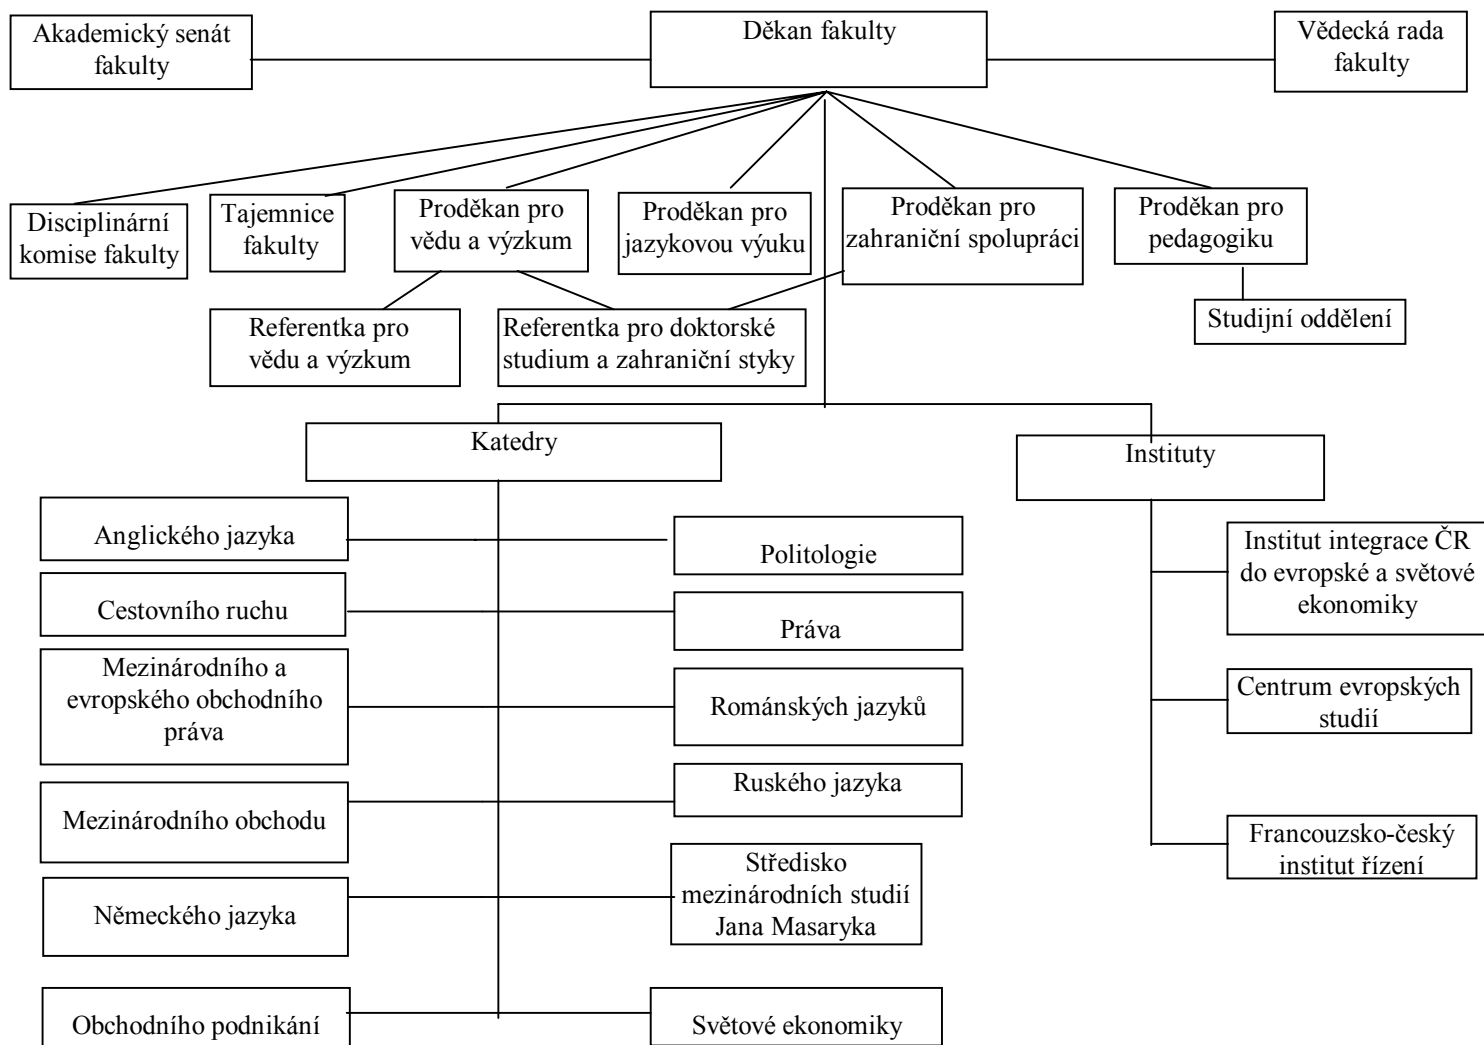 Akademický senát
fakulty
Děkan fakulty
Vědecká rada
fakulty
Disciplinární
komise fakulty
Tajemnice
fakulty
Proděkan pro
vědu a výzkum
Proděkan pro
jazykovou výuku
Proděkan pro
zahraniční spolupráci
Proděkan pro
pedagogiku
Referentka pro
vědu a výzkum
Referentka pro doktorské
studium a zahraniční styky
Studijní oddělení
Katedry
Instituty
Anglického jazyka
Politologie
Cestovního ruchu
Práva
Mezinárodního a
evropského obchodního
práva
Románských jazyků
Mezinárodního obchodu
Ruského jazyka
Německého jazyka
Středisko
mezinárodních studií
Jana Masaryka
Obchodního podnikání
Světové ekonomiky
Institut integrace ČR
do evropské a světové
ekonomiky
Centrum evropských
studií
Francouzsko-český
institut řízení